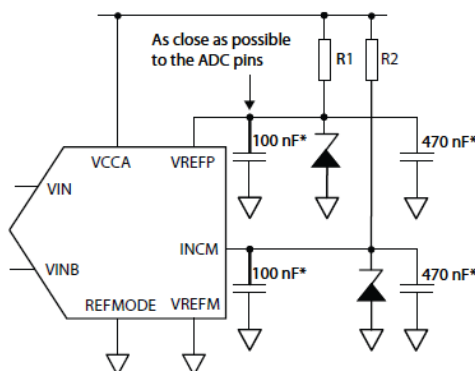 As close as possible
to the ADC pins
R1
R2
100 nF*
470 nF*
VCCA
VREFP
VIN
INCM
100 nF*
470 nF*
VINB
REFMODE
VREFM